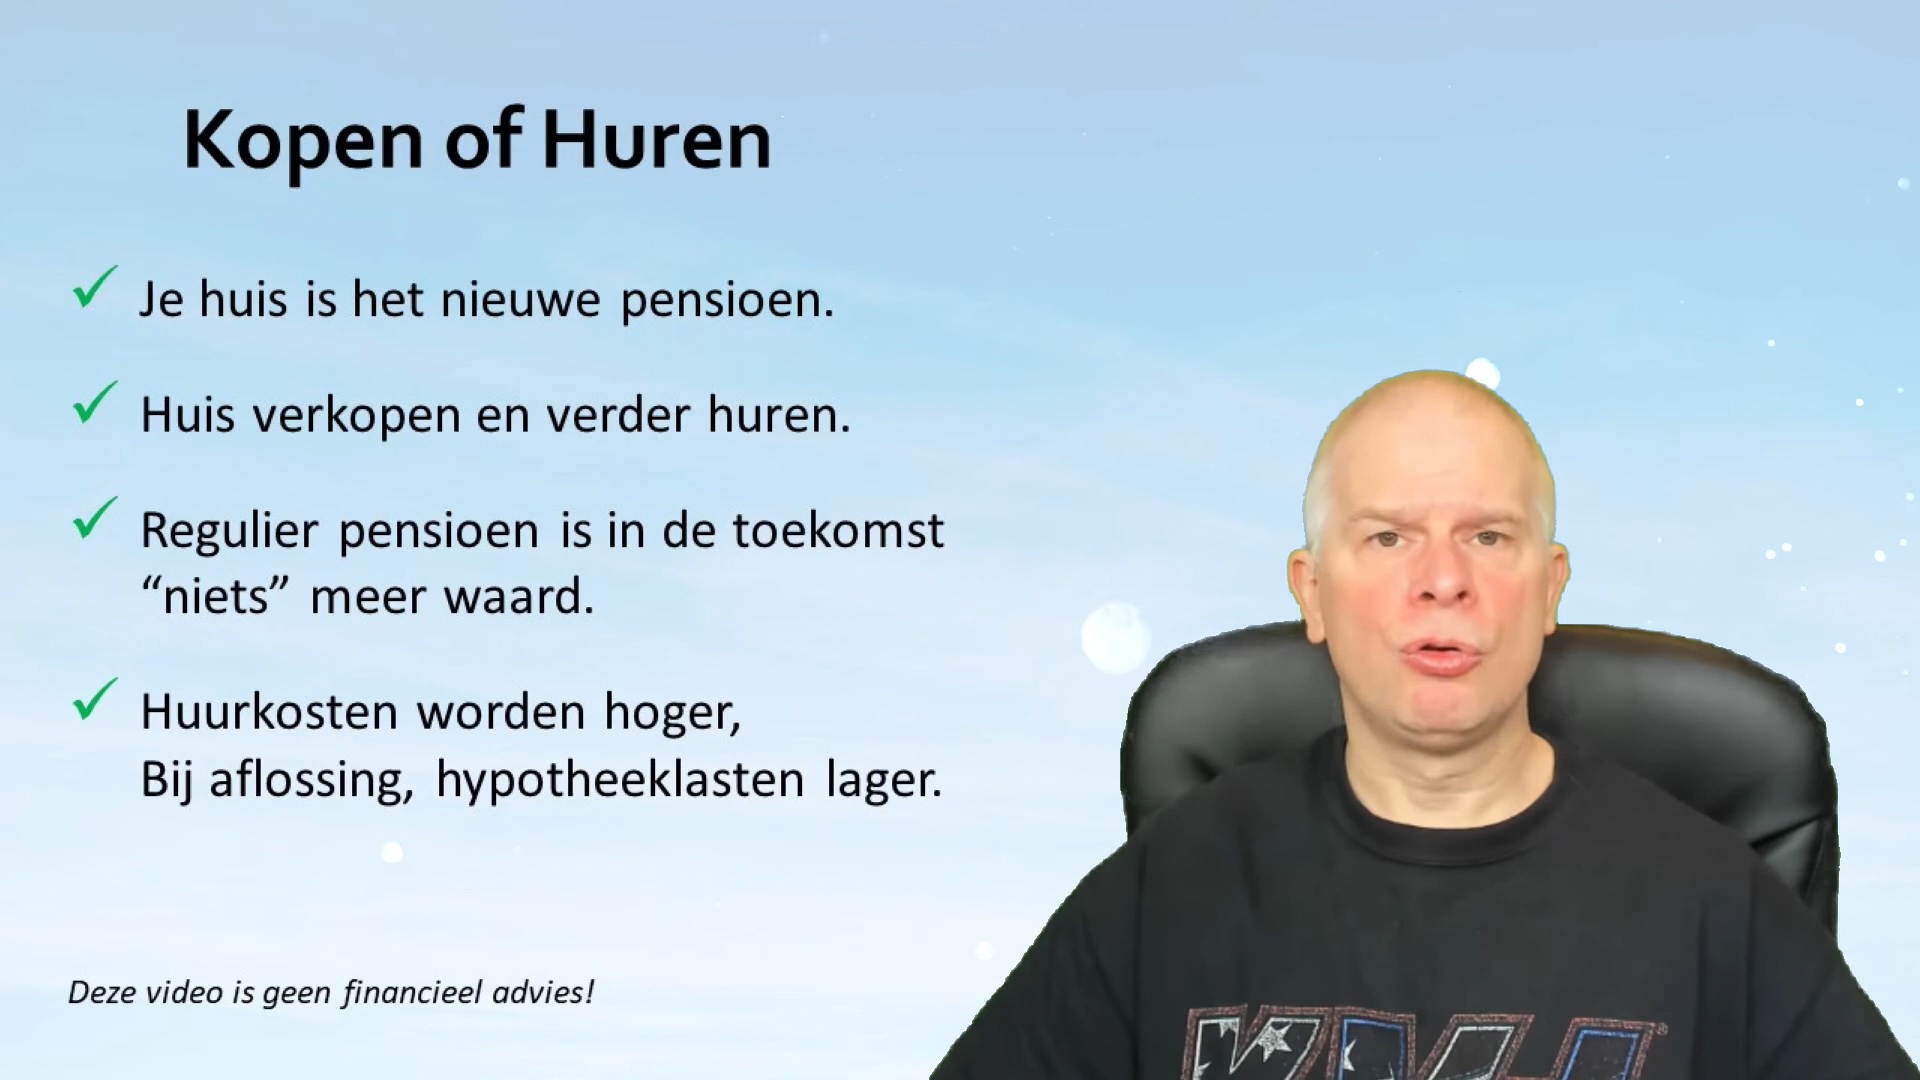 Kopen of Huren
✓ Je huis is het nieuwe pensioen.
✓ Huis verkopen en verder huren.
✓ Regulier pensioen is in de toekomst
“niets” meer waard.
✓ Huurkosten worden hoger,
Bij aflossing, hypotheeklasten lager.
Deze video is geen financieel advies!